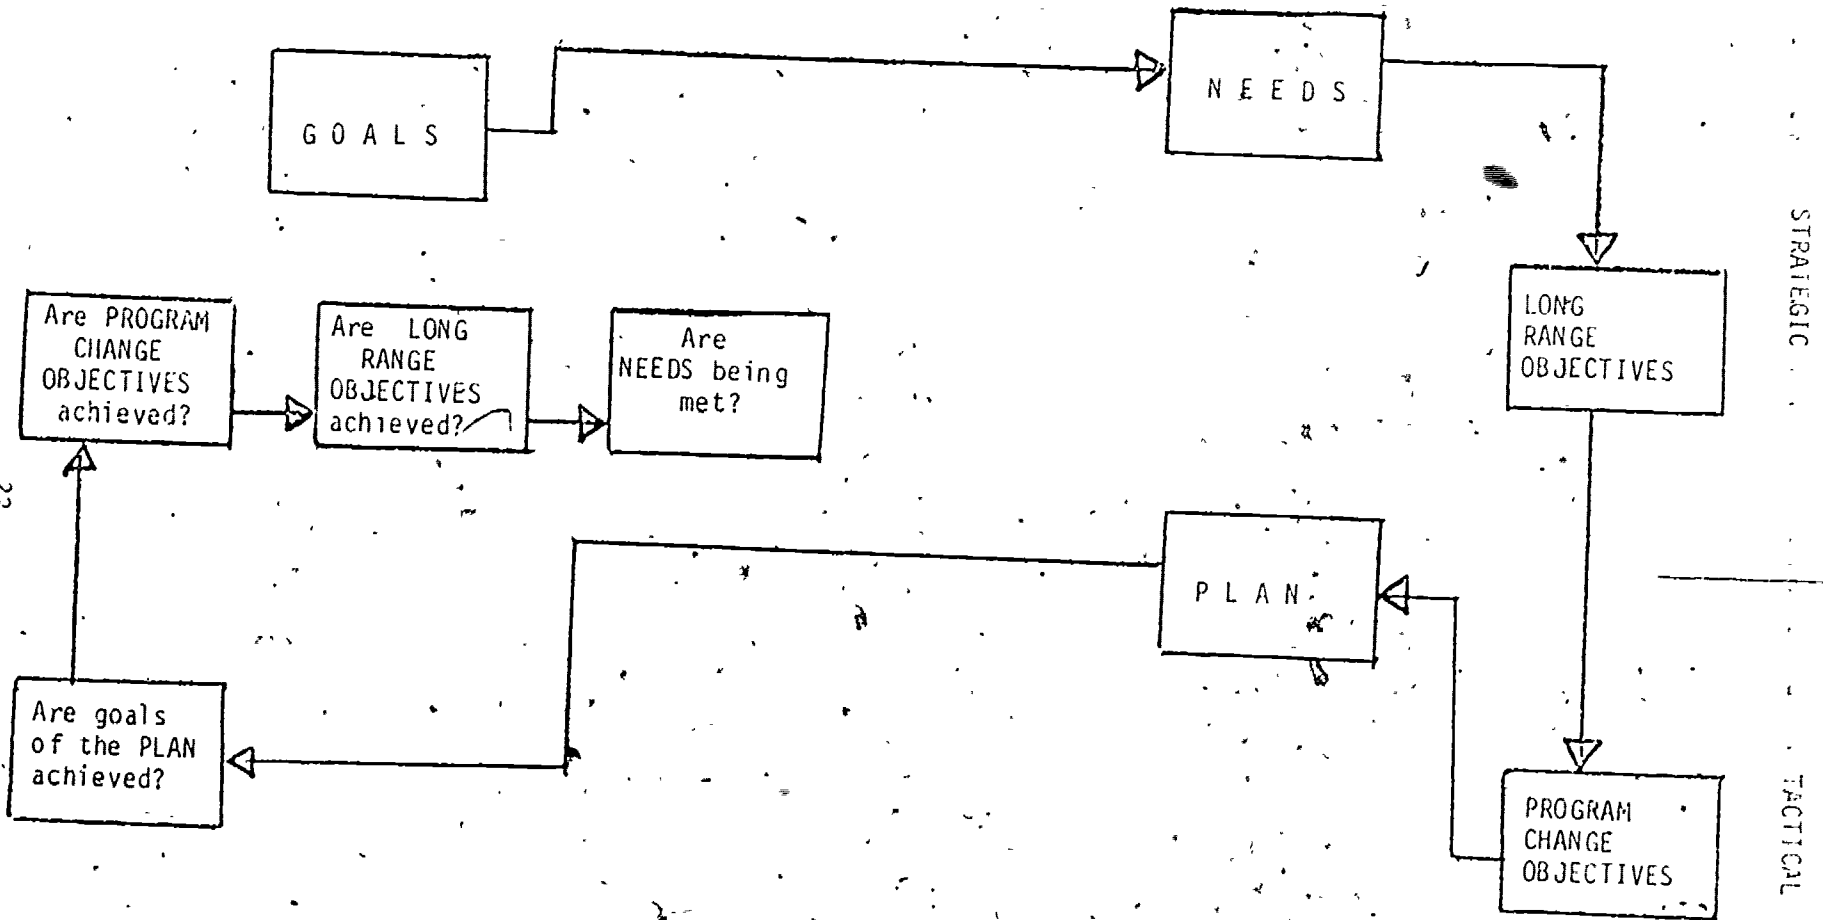 GOALS
NEEDS
STRATEGIC
LONG
RANGE
OBJECTIVES
Are PROGRAM
CHANGE
OBJECTIVES
achieved?
Are LONG
RANGE
OBJECTIVES
achieved?
Are
NEEDS being
met?
PLAN
Are goals
of the PLAN
achieved?
PROGRAM
CHANGE
OBJECTIVES
TACTICAL